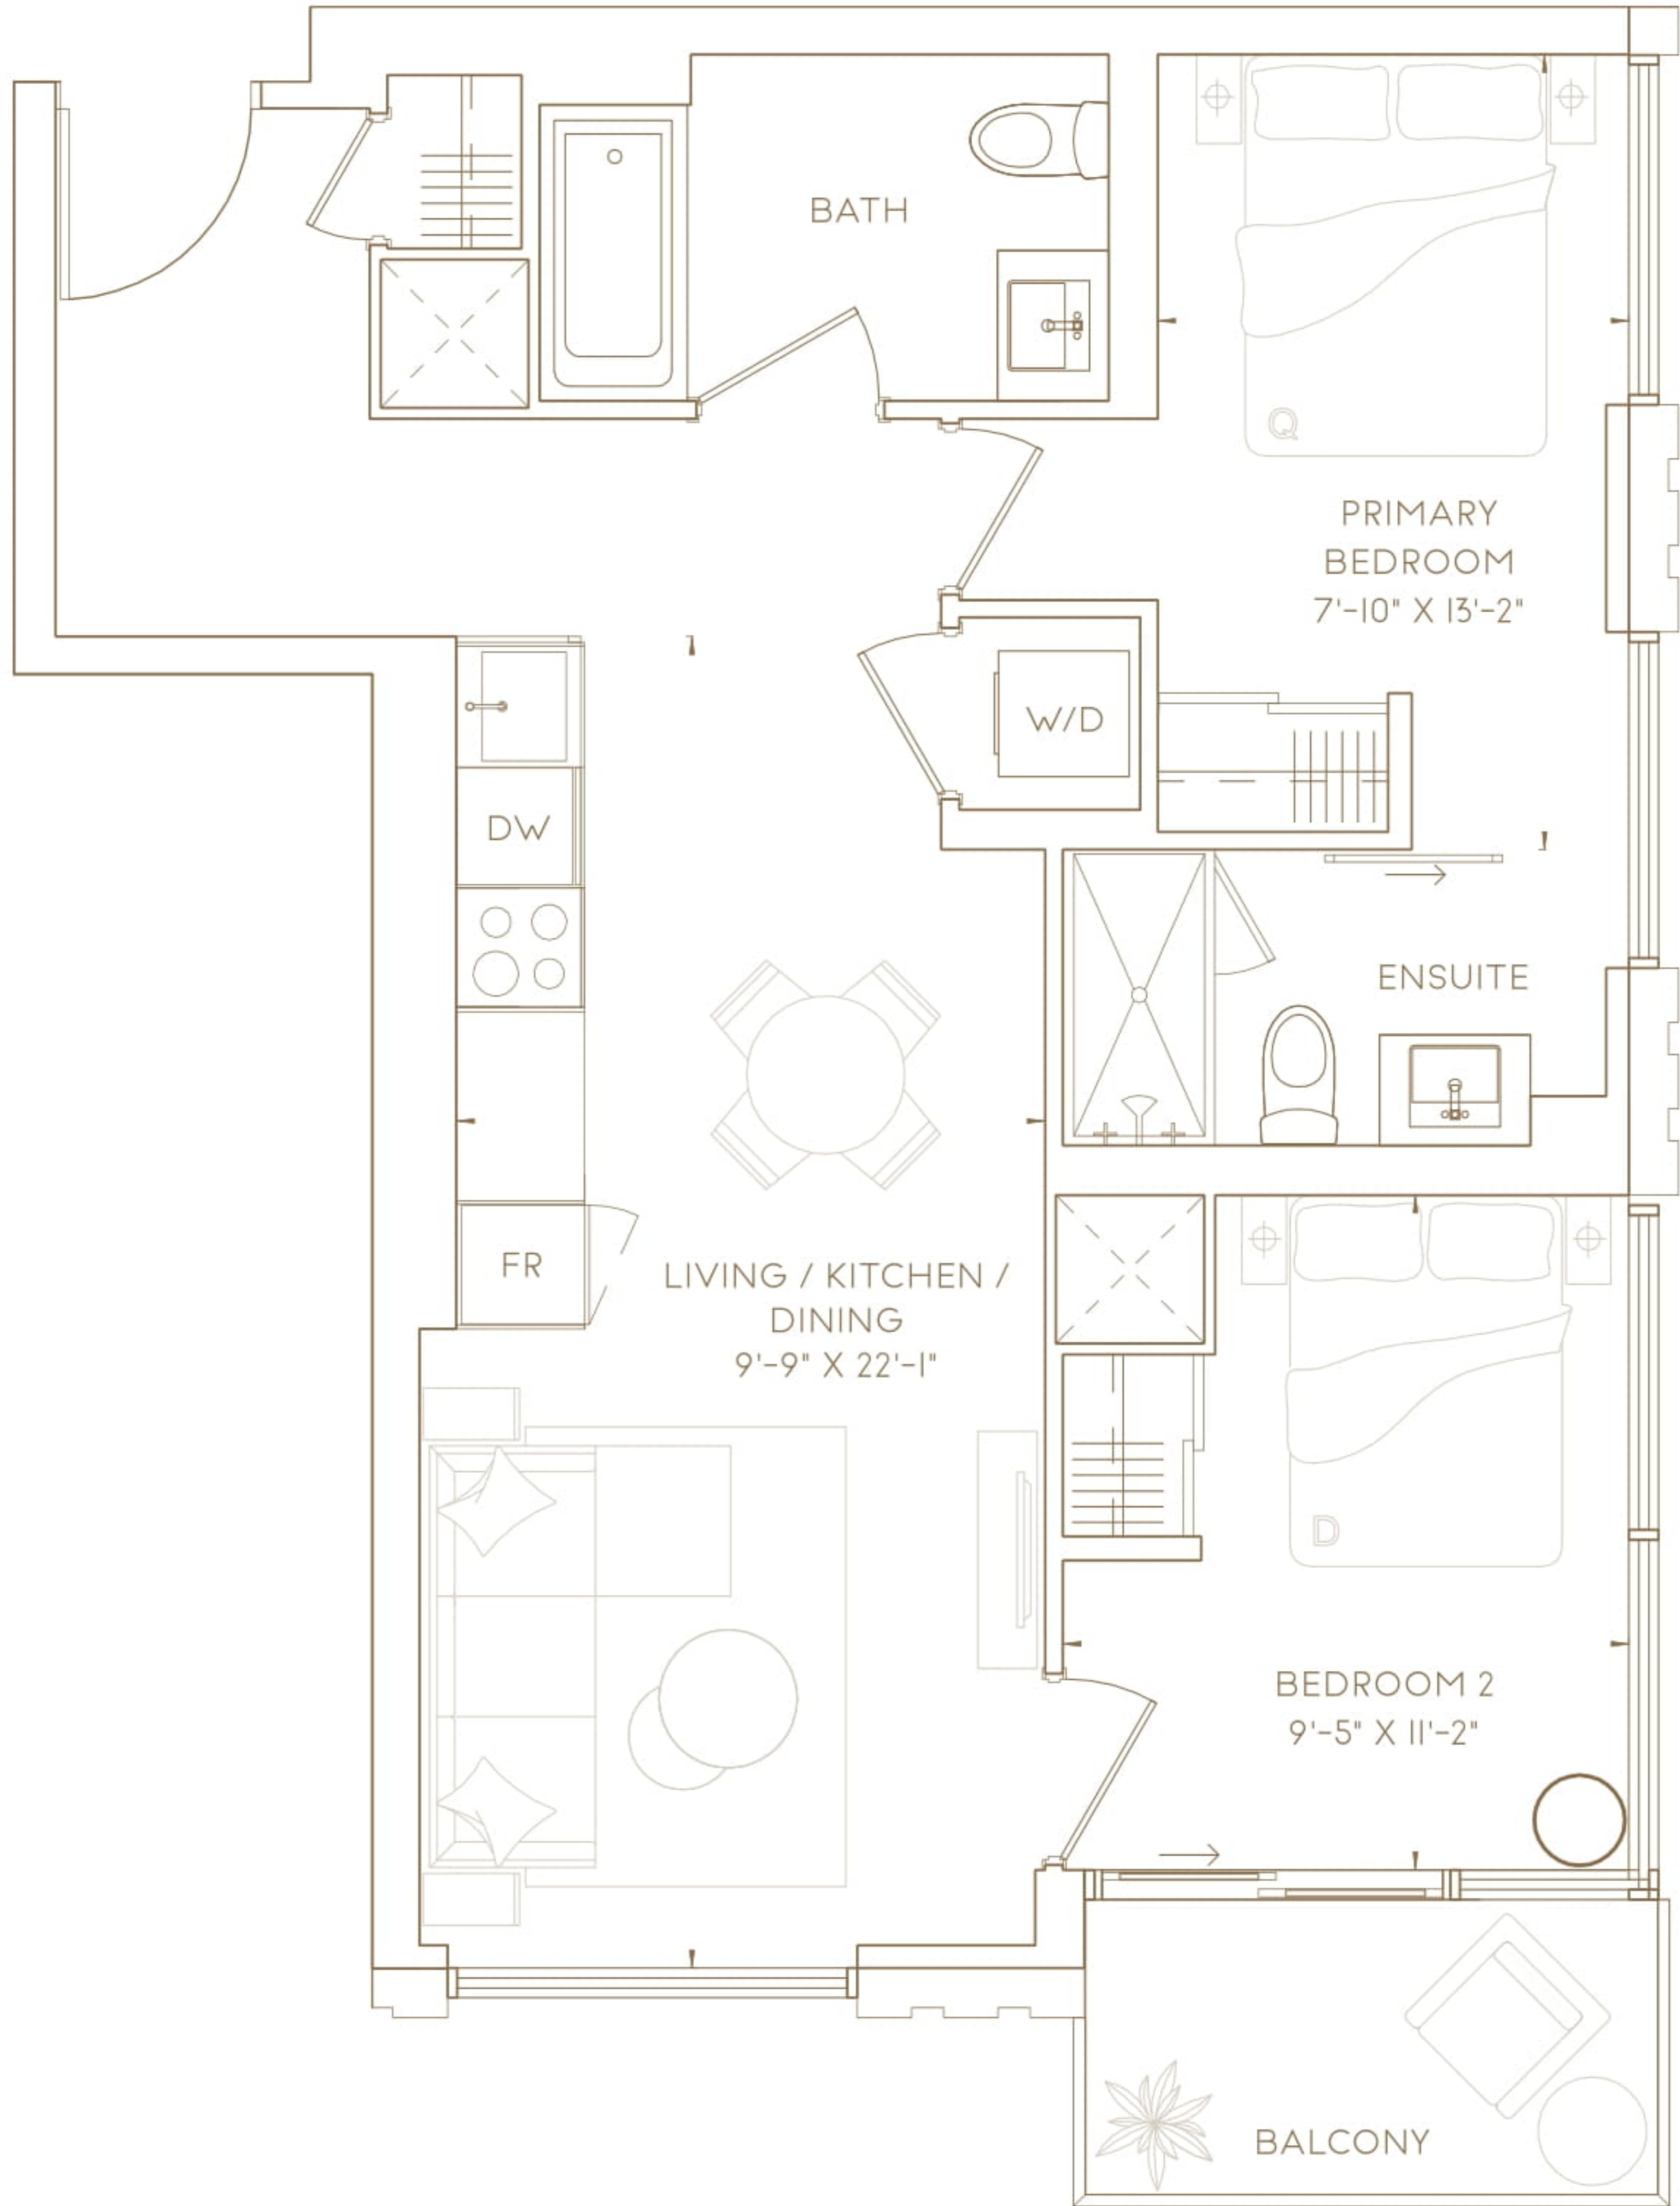 BATH
Q
PRIMARY
BEDROOM
7'-10" X 13'-2"
W/D
DW
ENSUITE
FR
LIVING / KITCHEN /
DINING
9'-9" X 22'-1"
D
BEDROOM 2
9'-5" X 11'-2"
BALCONY